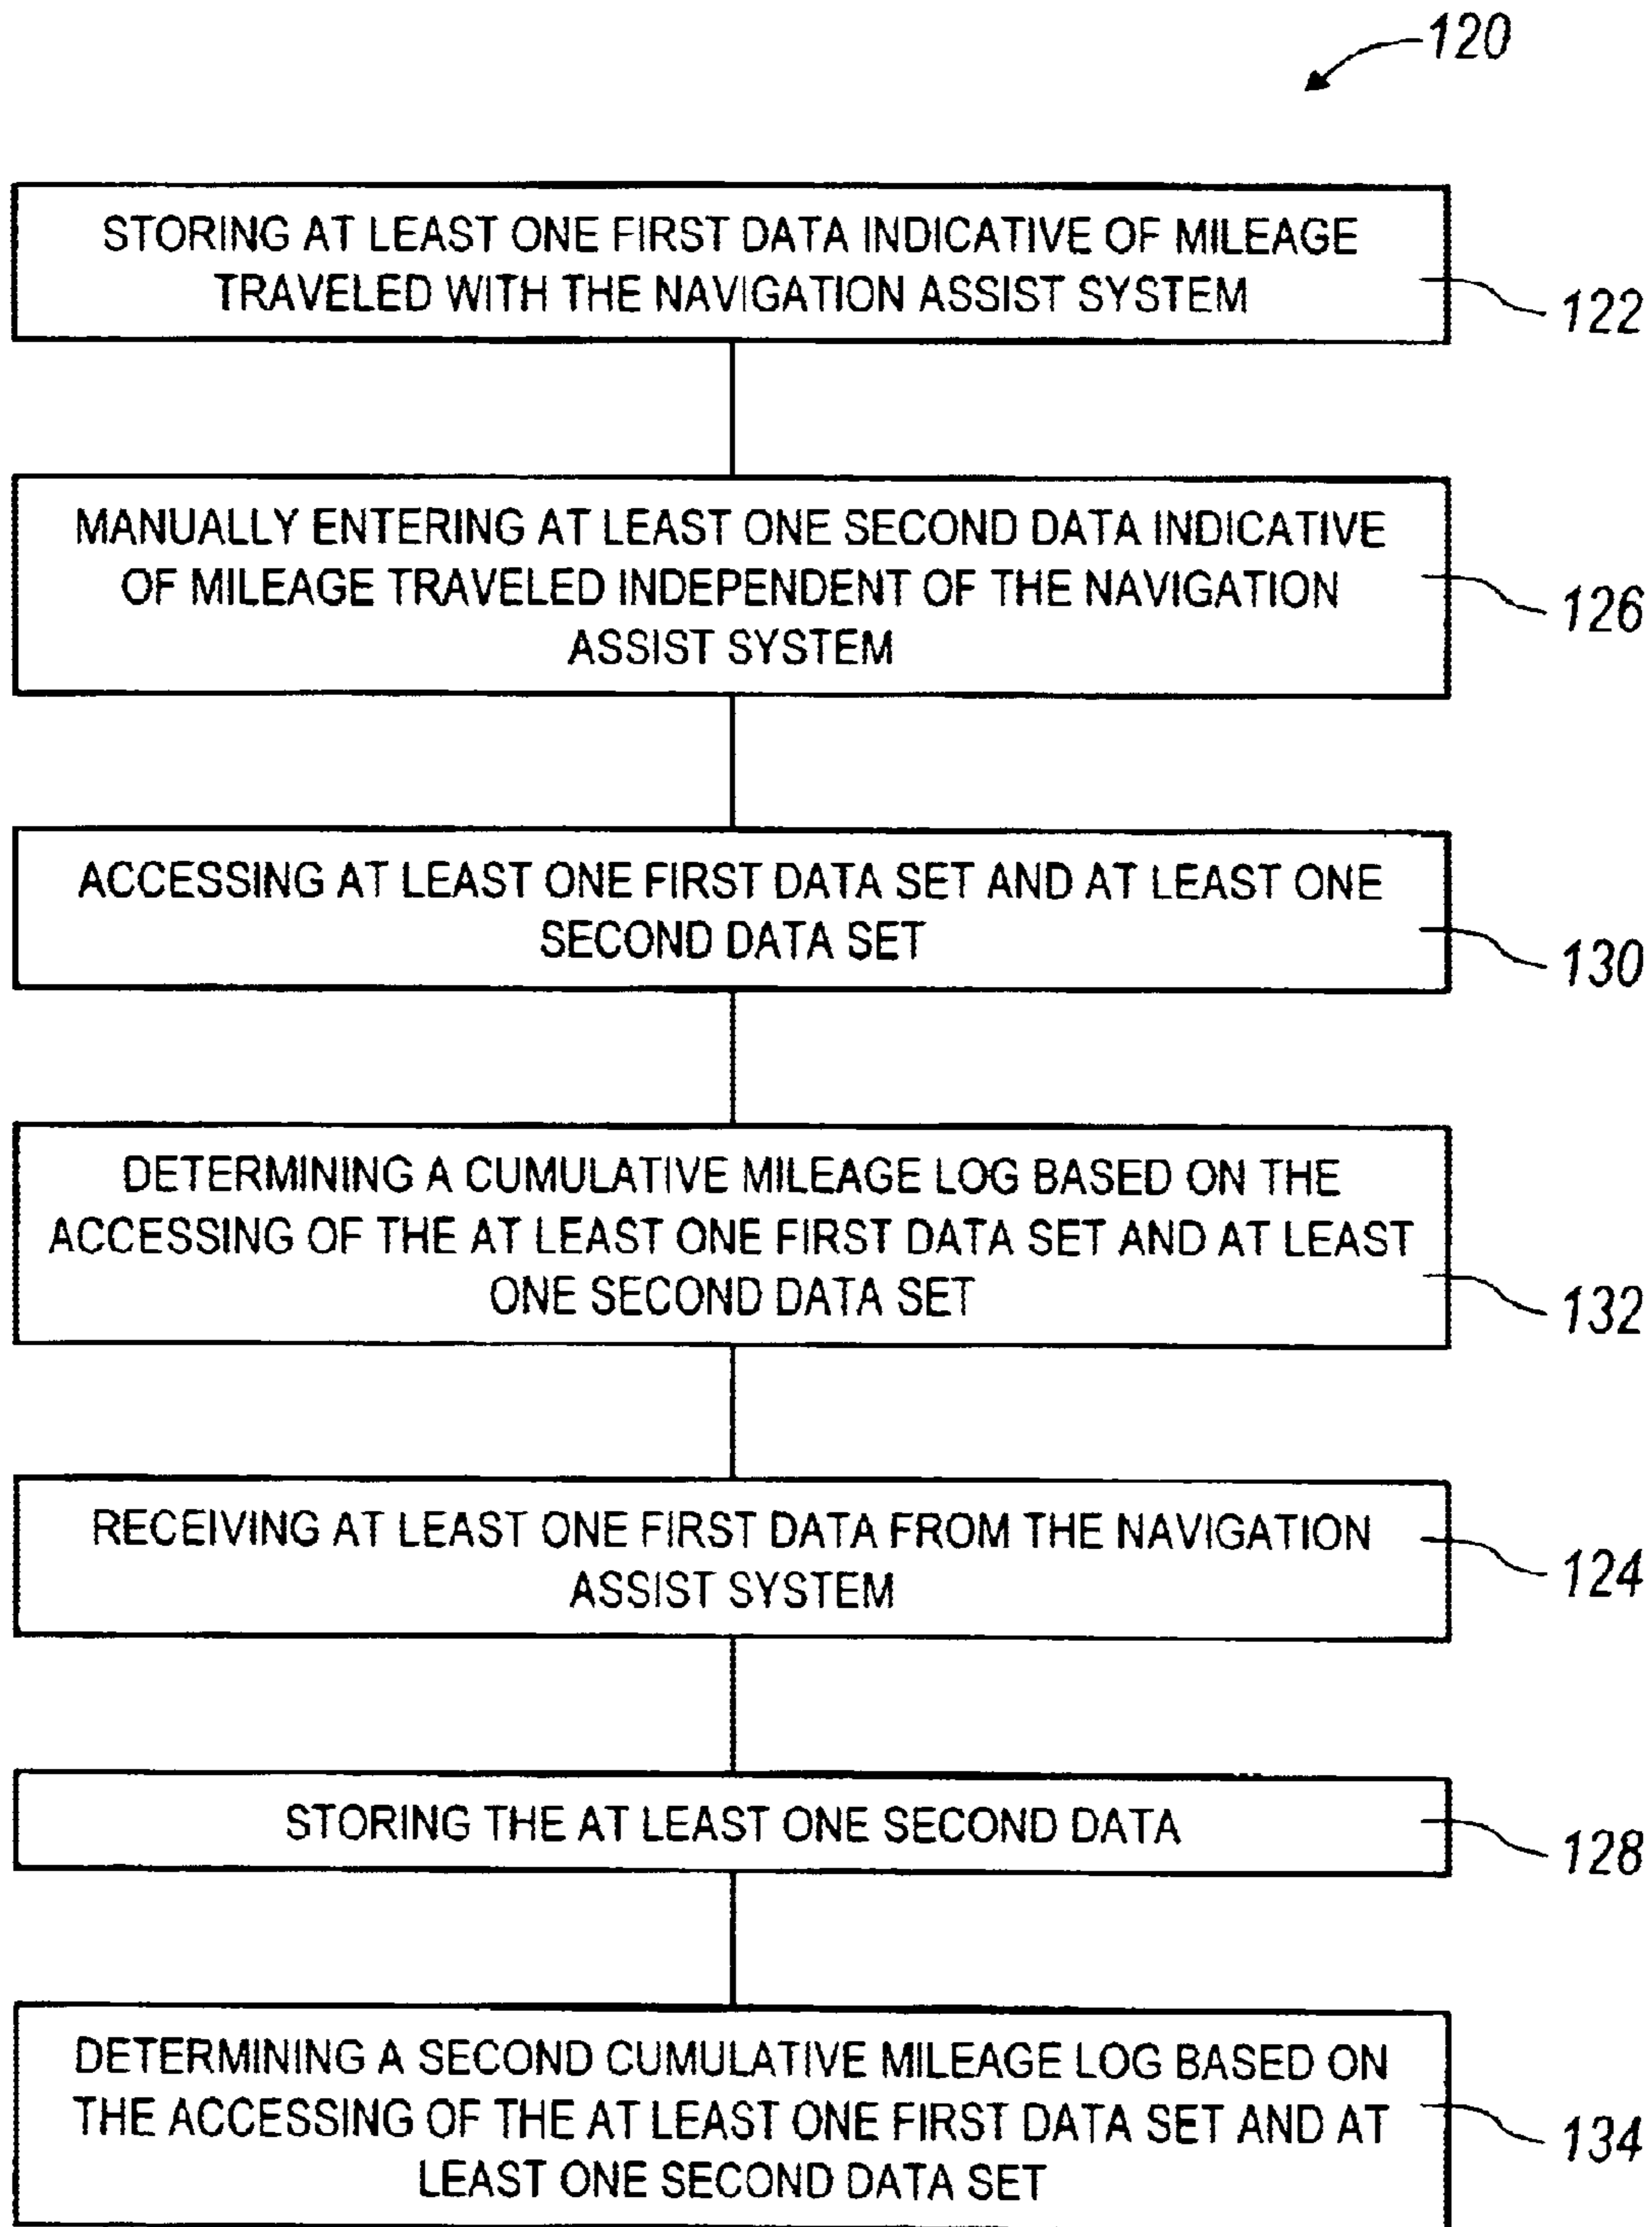 120
STORING AT LEAST ONE FIRST DATA INDICATIVE OF MILEAGE
TRAVELED WITH THE NAVIGATION ASSIST SYSTEM
122
MANUALLY ENTERING AT LEAST ONE SECOND DATA INDICATIVE
OF MILEAGE TRAVELED INDEPENDENT OF THE NAVIGATION
ASSIST SYSTEM
126
ACCESSING AT LEAST ONE FIRST DATA SET AND AT LEAST ONE
SECOND DATA SET
130
DETERMINING A CUMULATIVE MILEAGE LOG BASED ON THE
ACCESSING OF THE AT LEAST ONE FIRST DATA SET AND AT LEAST
ONE SECOND DATA SET
132
RECEIVING AT LEAST ONE FIRST DATA FROM THE NAVIGATION
ASSIST SYSTEM
124
STORING THE AT LEAST ONE SECOND DATA
128
DETERMINING A SECOND CUMULATIVE MILEAGE LOG BASED ON
THE ACCESSING OF THE AT LEAST ONE FIRST DATA SET AND AT
LEAST ONE SECOND DATA SET
134